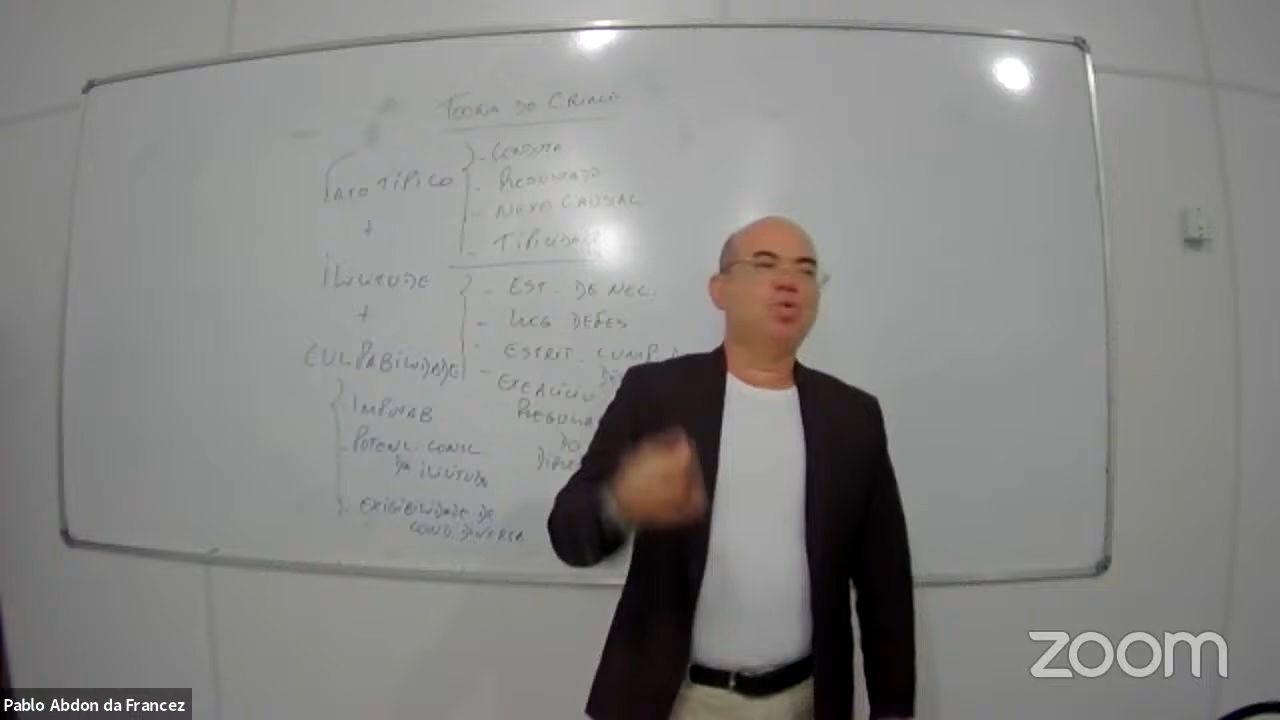 TEORIA DO CRIME
FATO TÍPICO
- CONDUTA
- RESULTADO
- NEXO CAUSAL
- TIPICIDADE
+
ILICITUDE
- EST. DE NEC.
- LEG DEFES
- ESTRIT. CUMP. D
- EXERCÍCIO
REGULAR
DO
+
CULPABILIDADE
IMPUTAB
- POTENC. CONSC
DA ILICITUDE
- EXIGIBILIDADE DE
COND. DIVERSA
zoom
Pablo Abdon da Francez